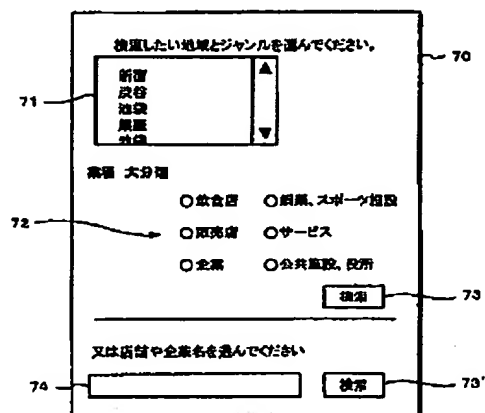 検索したい地域とジャンルを選んでください。
70
71
新宿
渋谷
池袋
銀座
池袋
業種 大分類
72
飲食店 娯楽、スポーツ施設
販売店 サービス
企業 公共施設、役所
検索 73
又は店舗や企業名を選んでください
74 検索 73'